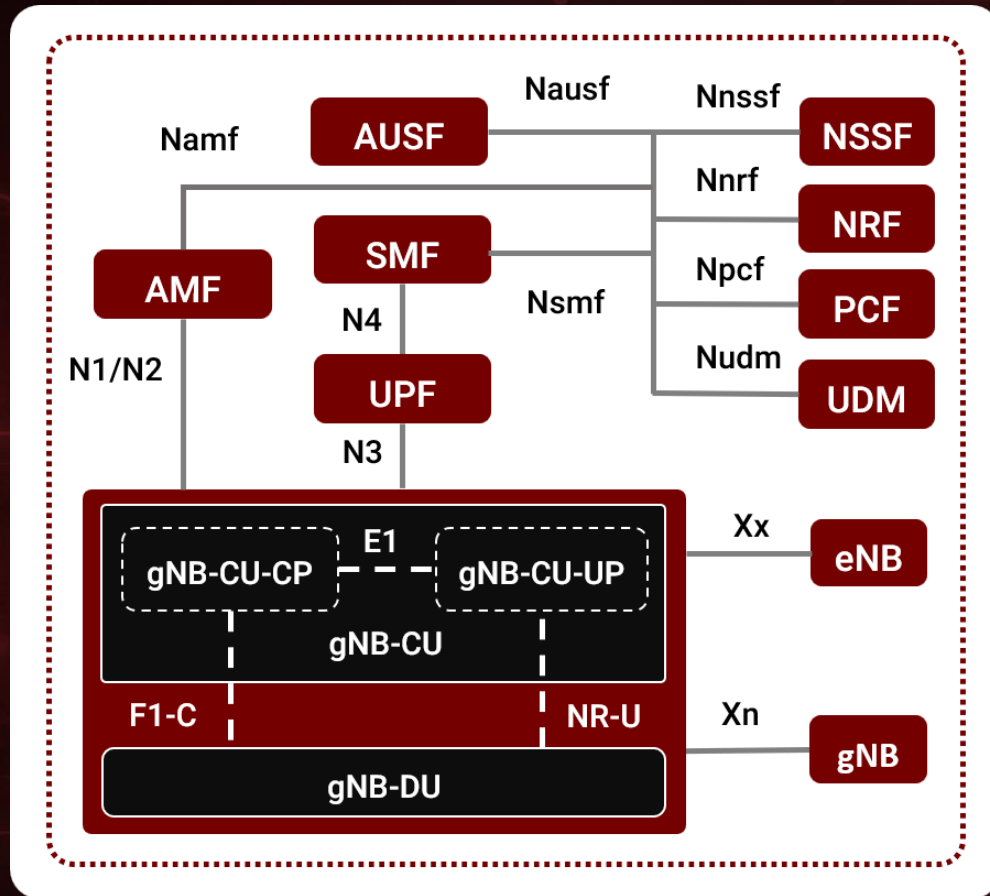 Nausf
Nnssf
Namf
AUSF
NSSF
Nnrf
NRF
SMF
AMF
Npcf
Nsmf
PCF
N4
Nudm
N1/N2
UPF
UDM
N3
Xx
E1
eNB
gNB-CU-CP
gNB-CU-UP
gNB-CU
F1-C
NR-U
Xn
gNB
gNB-DU